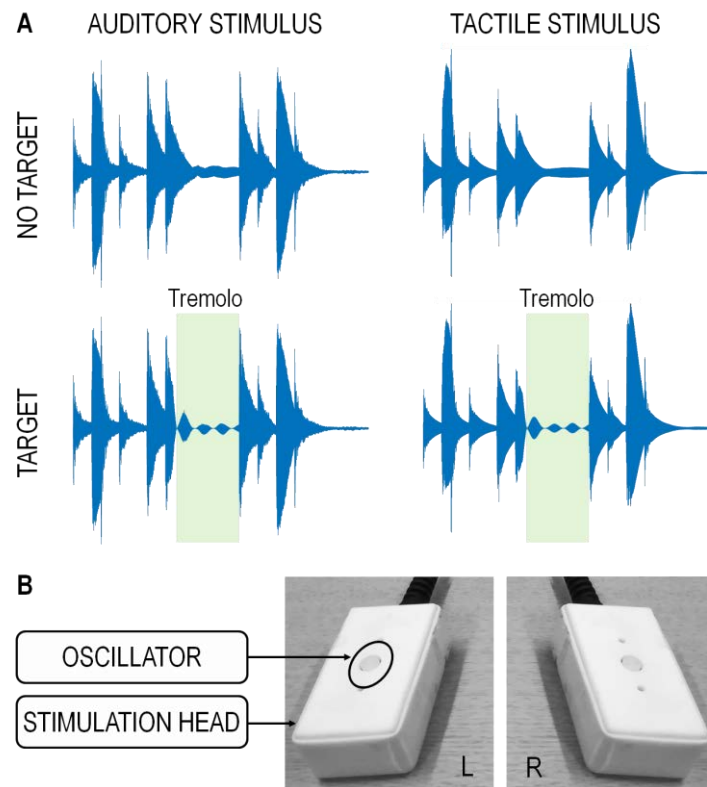 A
AUDITORY STIMULUS
TACTILE STIMULUS
NO TARGET
Tremolo
Tremolo
TARGET
B
OSCILLATOR
STIMULATION HEAD
L
R